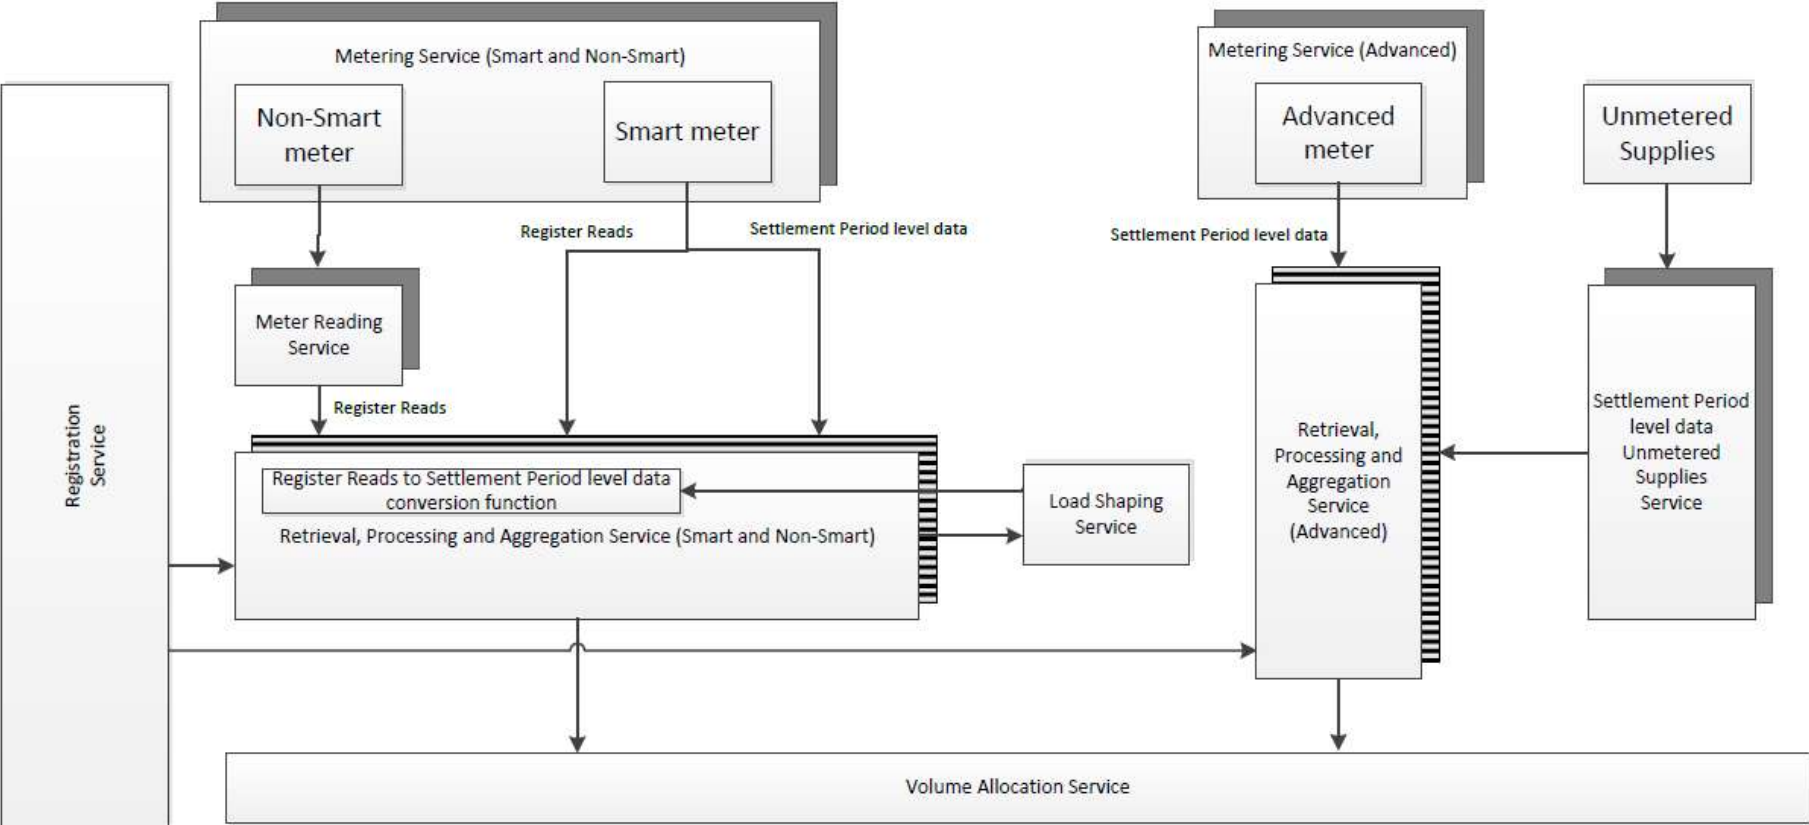 Metering Service (Smart and Non-Smart)
Non-Smart
meter
Smart meter
Metering Service (Advanced)
Advanced
meter
Unmetered
Supplies
Register Reads
Settlement Period level data
Settlement Period level data
Meter Reading
Service
Register Reads
Registration
Service
Register Reads to Settlement Period level data
conversion function
Retrieval, Processing and Aggregation Service (Smart and Non-Smart)
Load Shaping
Service
Retrieval,
Processing and
Aggregation
Service
(Advanced)
Settlement Period
level data
Unmetered
Supplies
Service
Volume Allocation Service